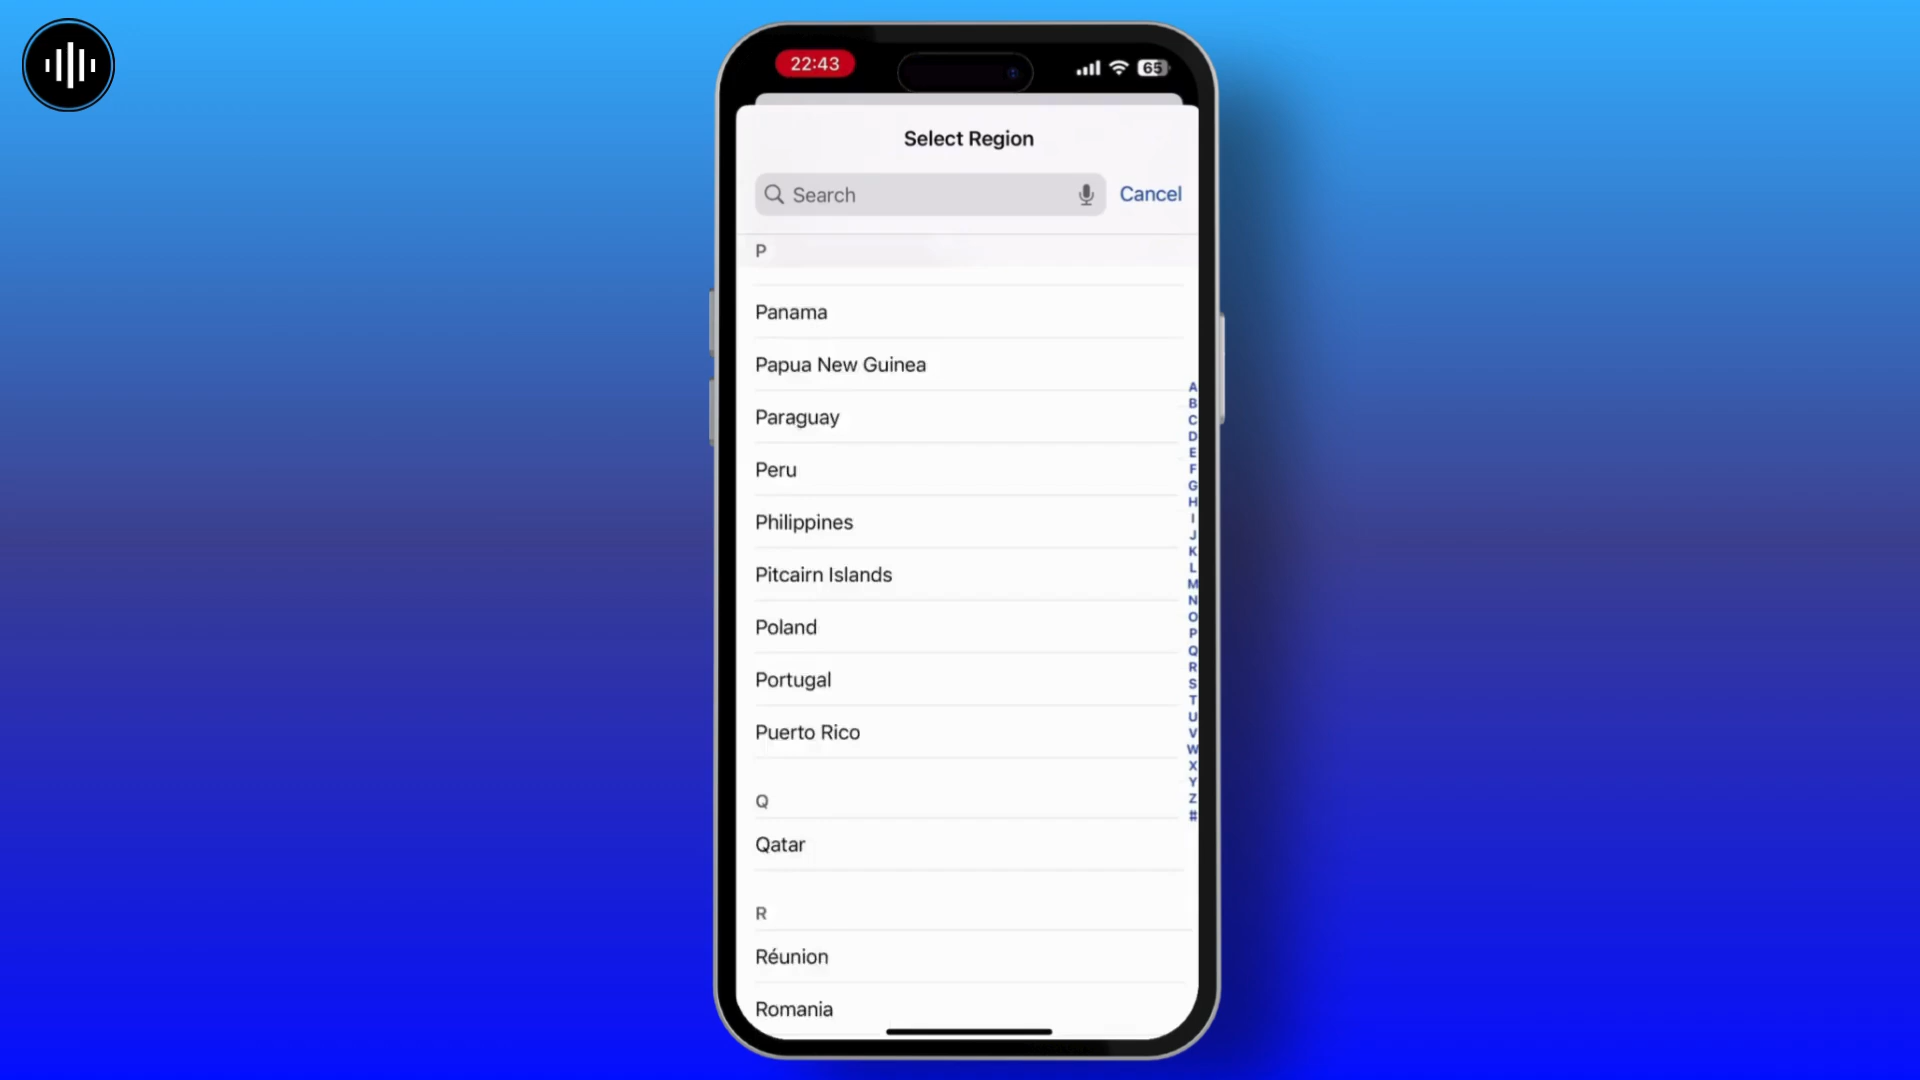 22:43
65
Select Region
Search
Cancel
P
Panama
Papua New Guinea
Paraguay
Peru
Philippines
Pitcairn Islands
Poland
Portugal
Puerto Rico
Q
Qatar
R
Réunion
Romania
A
B
C
D
E
F
G
H
I
J
K
L
M
N
O
P
Q
R
S
T
U
V
W
X
Y
Z
#